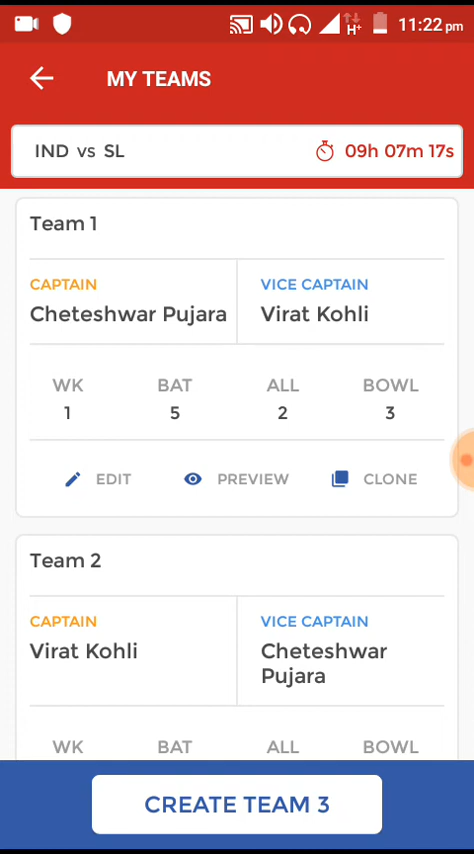 H+ 11:22 pm
MY TEAMS
IND vs SL 09h 07m 17s
Team 1
CAPTAIN VICE CAPTAIN
Cheteshwar Pujara Virat Kohli
WK BAT ALL BOWL
1 5 2 3
EDIT PREVIEW CLONE
Team 2
CAPTAIN VICE CAPTAIN
Virat Kohli Cheteshwar
Pujara
WK BAT ALL BOWL
CREATE TEAM 3